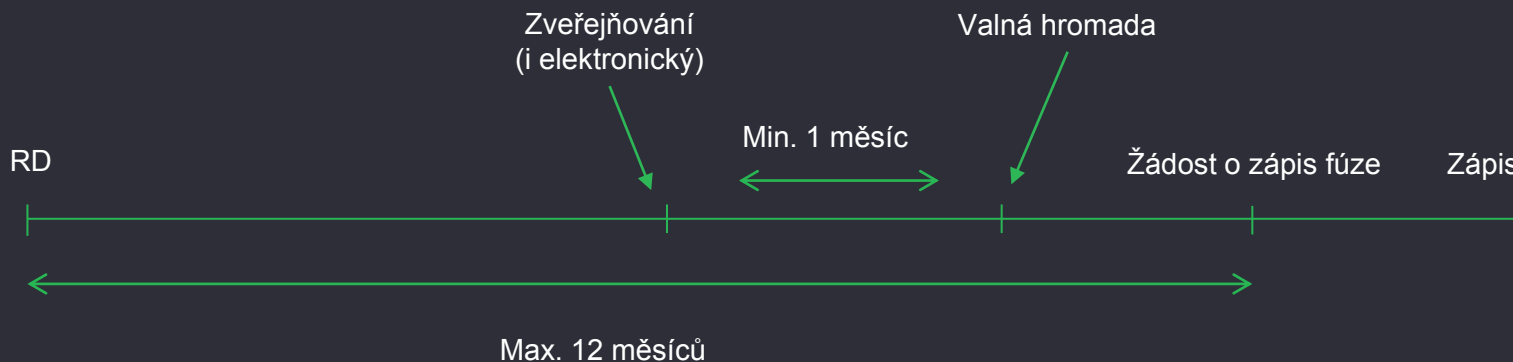 Zveřejňování
(i elektronický)
Valná hromada
Min. 1 měsíc
RD
Žádost o zápis fúze
Zápis
Max. 12 měsíců